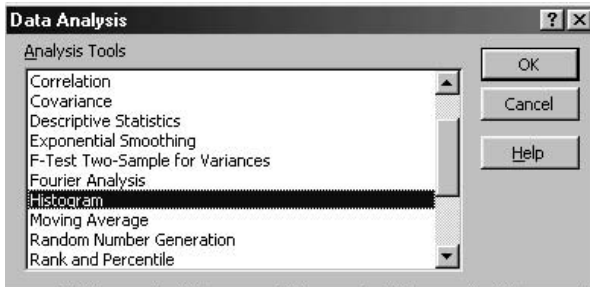 Data Analysis
Analysis Tools
Correlation
Covariance
Descriptive Statistics
Exponential Smoothing
F-Test Two-Sample for Variances
Fourier Analysis
Histogram
Moving Average
Random Number Generation
Rank and Percentile
OK
Cancel
Help